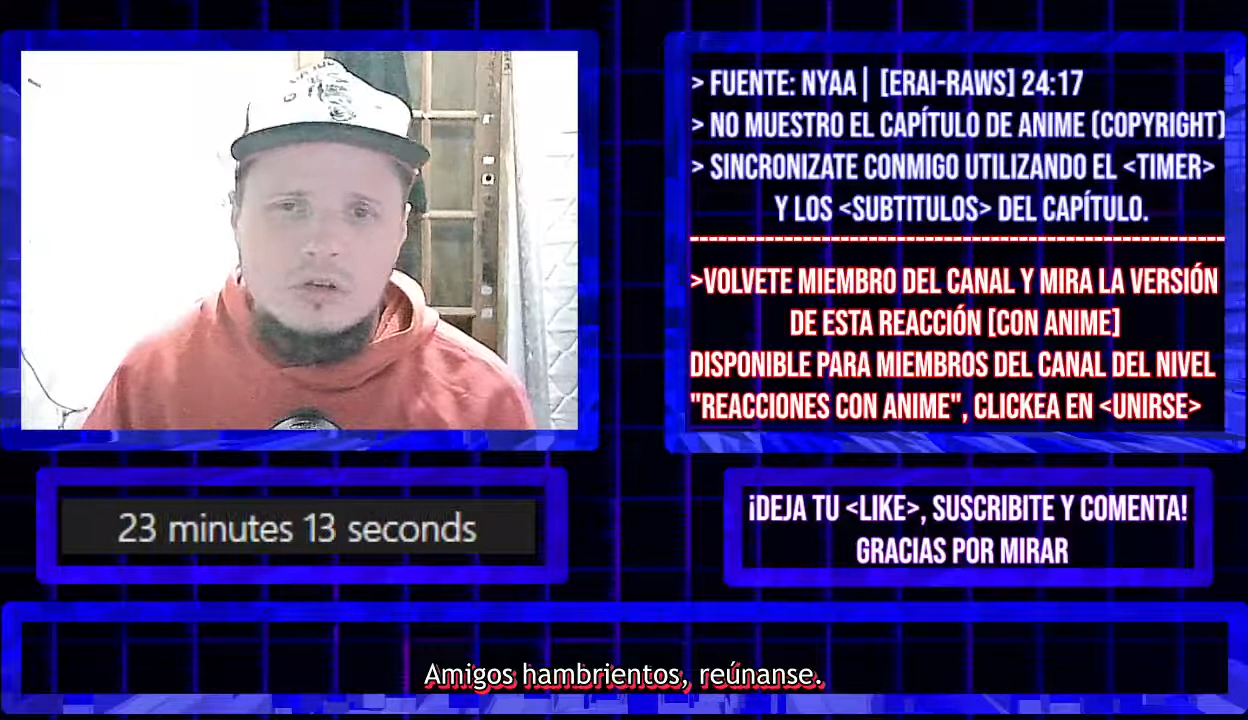 > FUENTE: NYAA| [ERAI-RAWS] 24:17
> NO MUESTRO EL CAPÍTULO DE ANIME (COPYRIGHT)
> SINCRONIZATE CONMIGO UTILIZANDO EL <TIMER>
Y LOS <SUBTITULOS> DEL CAPÍTULO.
>VOLVETE MIEMBRO DEL CANAL Y MIRA LA VERSIÓN
DE ESTA REACCIÓN [CON ANIME]
DISPONIBLE PARA MIEMBROS DEL CANAL DEL NIVEL
"REACCIONES CON ANIME", CLICKEA EN <UNIRSE>
23 minutes 13 seconds
¡DEJA TU <LIKE>, SUSCRIBITE Y COMENTA!
GRACIAS POR MIRAR
Amigos hambrientos, reúnanse.